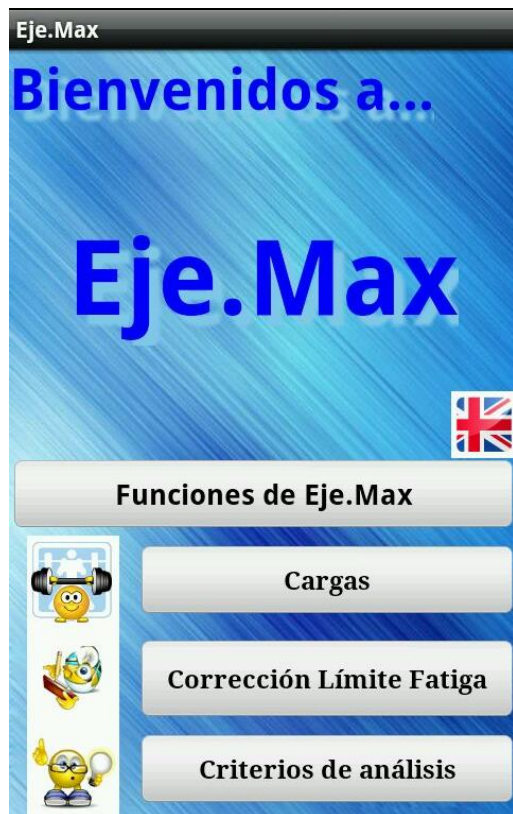 Eje.Max
Bienvenidos a...
Eje.Max
Funciones de Eje.Max
Cargas
Corrección Límite Fatiga
Criterios de análisis